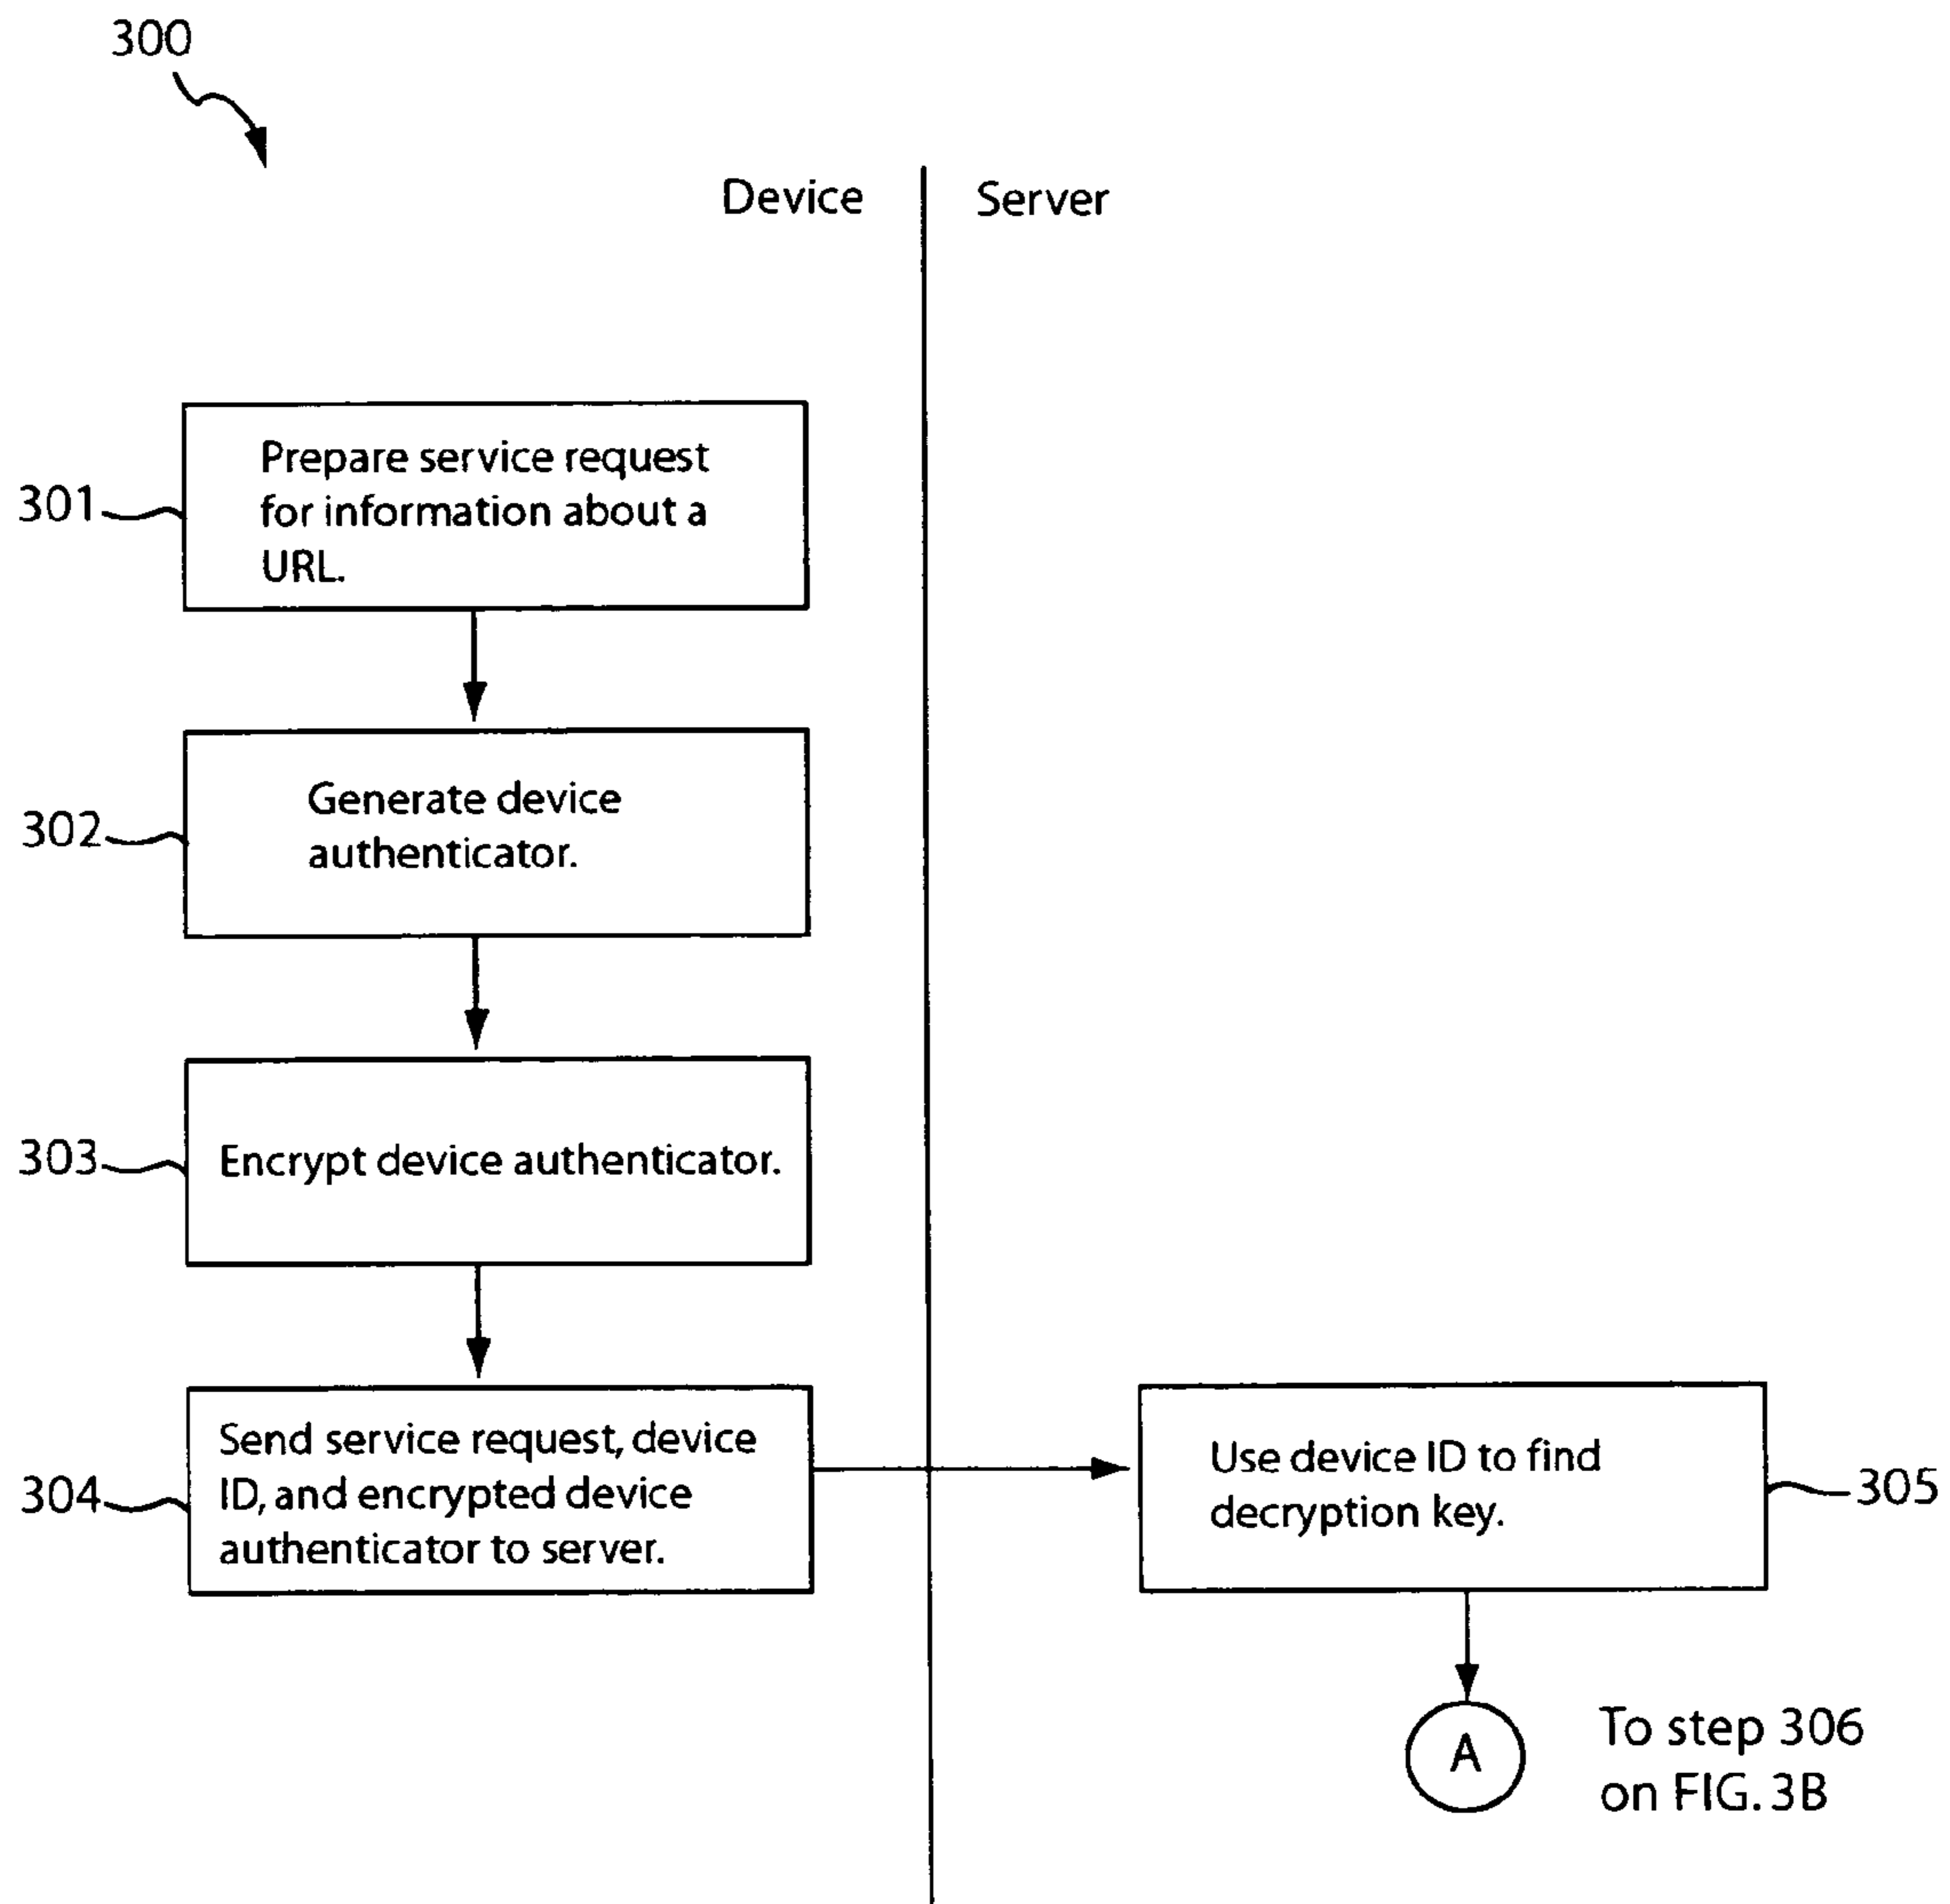 300
Device
Server
301
Prepare service request
for information about a
URL.
302
Generate device
authenticator.
303
Encrypt device authenticator.
304
Send service request, device
ID, and encrypted device
authenticator to server.
Use device ID to find
decryption key.
305
A
To step 306
on FIG. 3B